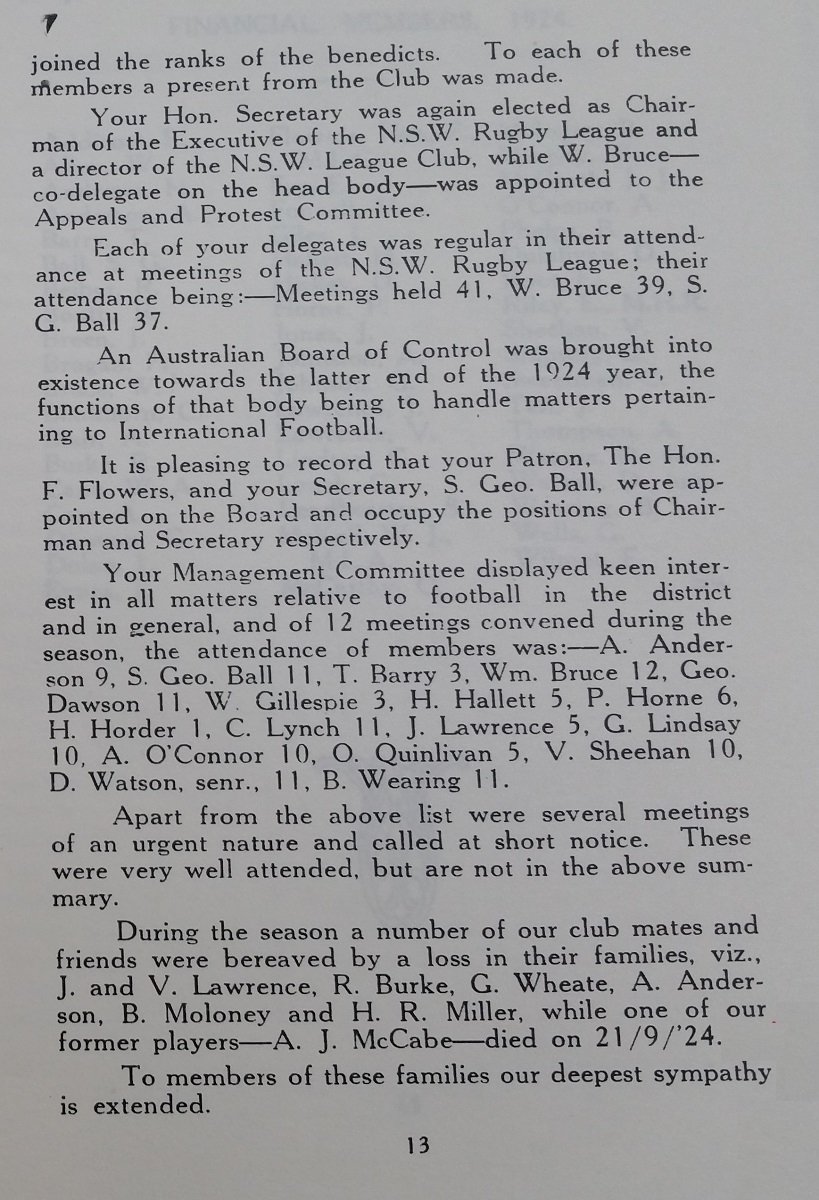 joined the ranks of the benedicts. To each of these
members a present from the Club was made.
Your Hon. Secretary was again elected as Chair-
man of the Executive of the N.S.W. Rugby League and
a director of the N.S.W. League Club, while W. Bruce—
co-delegate on the head body—was appointed to the
Appeals and Protest Committee.
Each of your delegates was regular in their attend-
ance at meetings of the N.S.W. Rugby League; their
attendance being:—Meetings held 41, W. Bruce 39, S.
G. Ball 37.
An Australian Board of Control was brought into
existence towards the latter end of the 1924 year, the
functions of that body being to handle matters pertain-
ing to International Football.
It is pleasing to record that your Patron, The Hon.
F. Flowers, and your Secretary, S. Geo. Ball, were ap-
pointed on the Board and occupy the positions of Chair-
man and Secretary respectively.
Your Management Committee displayed keen inter-
est in all matters relative to football in the district
and in general, and of 12 meetings convened during the
season, the attendance of members was:—A. Ander-
son 9, S. Geo. Ball 11, T. Barry 3, Wm. Bruce 12, Geo.
Dawson 11, W. Gillespie 3, H. Hallett 5, P. Horne 6,
H. Horder 1, C. Lynch 11, J. Lawrence 5, G. Lindsay
10, A. O'Connor 10, O. Quinlivan 5, V. Sheehan 10,
D. Watson, senr., 11, B. Wearing 11.
Apart from the above list were several meetings
of an urgent nature and called at short notice. These
were very well attended, but are not in the above sum-
mary.
During the season a number of our club mates and
friends were bereaved by a loss in their families, viz.,
J. and V. Lawrence, R. Burke, G. Wheate, A. Ander-
son, B. Moloney and H. R. Miller, while one of our
former players—A. J. McCabe—died on 21/9/'24.
To members of these families our deepest sympathy
is extended.
13